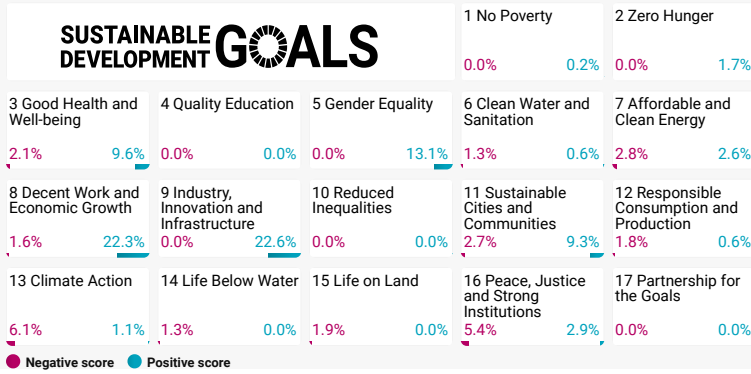 SUSTAINABLE
DEVELOPMENT GOALS
1 No Poverty
0.0% 0.2%
2 Zero Hunger
0.0% 1.7%
3 Good Health and
Well-being
2.1% 9.6%
4 Quality Education
0.0% 0.0%
5 Gender Equality
0.0% 13.1%
6 Clean Water and
Sanitation
1.3% 0.6%
7 Affordable and
Clean Energy
2.8% 2.6%
8 Decent Work and
Economic Growth
1.6% 22.3%
9 Industry,
Innovation and
Infrastructure
0.0% 22.6%
10 Reduced
Inequalities
0.0% 0.0%
11 Sustainable
Cities and
Communities
2.7% 9.3%
12 Responsible
Consumption and
Production
1.8% 0.6%
13 Climate Action
6.1% 1.1%
14 Life Below Water
1.3% 0.0%
15 Life on Land
1.9% 0.0%
16 Peace, Justice
and Strong
Institutions
5.4% 2.9%
17 Partnership for
the Goals
0.0% 0.0%
Negative score Positive score